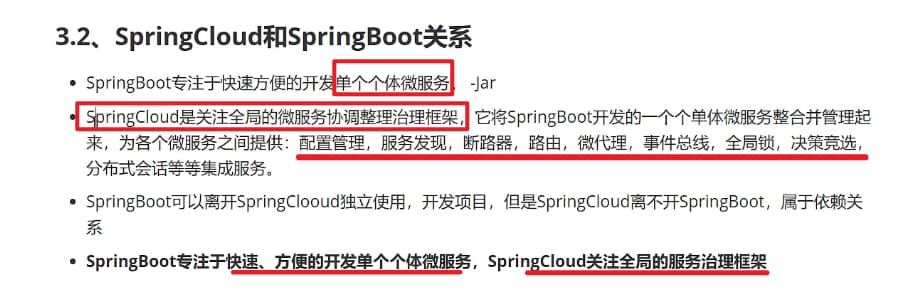 3.2、SpringCloud和SpringBoot关系
SpringBoot专注于快速方便的开发单个个体微服务。 -Jar
SpringCloud是关注全局的微服务协调整理治理框架，它将SpringBoot开发的一个个单体微服务整合并管理起
来，为各个微服务之间提供：配置管理，服务发现，断路器，路由，微代理，事件总线，全局锁，决策竞选，
分布式会话等等集成服务。
SpringBoot可以离开SpringClooud独立使用，开发项目，但是SpringCloud离不开SpringBoot，属于依赖关
系
SpringBoot专注于快速、方便的开发单个个体微服务，SpringCloud关注全局的服务治理框架